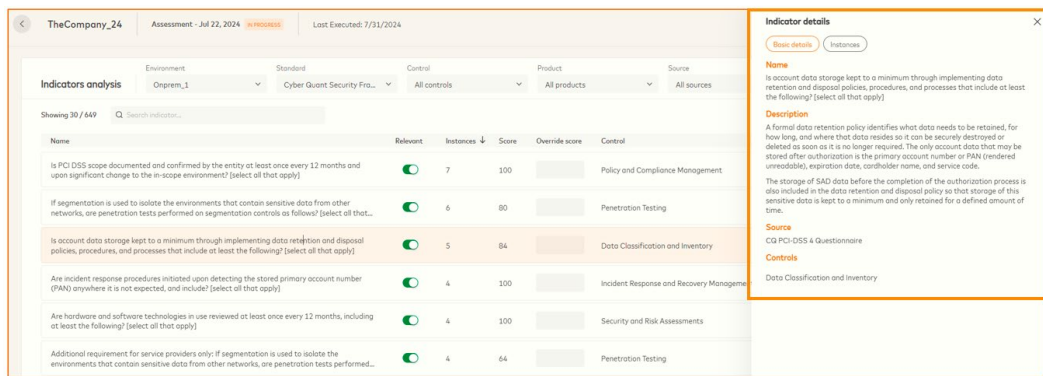 TheCompany_24 Assessment - Jul 22, 2024 IN PROGRESS Last Executed: 7/31/2024
Indicators analysis
Environment
Onprem_1
Standard
Cyber Quant Security Fra...
Control
All controls
Product
All products
Source
All sources
Showing 30 / 649 Search indicator...
Name Relevant Instances ↓ Score Override score Control
Is PCI DSS scope documented and confirmed by the entity at least once every 12 months and
upon significant change to the in-scope environment? [select all that apply]
7 100 Policy and Compliance Management
If segmentation is used to isolate the environments that contain sensitive data from other
networks, are penetration tests performed on segmentation controls as follows? [select all that...
6 80 Penetration Testing
Is account data storage kept to a minimum through implementing data retention and disposal
policies, procedures, and processes that include at least the following? [select all that apply]
5 84 Data Classification and Inventory
Are incident response procedures initiated upon detecting the stored primary account number
(PAN) anywhere it is not expected, and include? [select all that apply]
4 100 Incident Response and Recovery Manageme
Are hardware and software technologies in use reviewed at least once every 12 months, including
at least the following? [select all that apply]
4 100 Security and Risk Assessments
Additional requirement for service providers only: If segmentation is used to isolate the
environments that contain sensitive data from other networks, are penetration tests performed...
4 64 Penetration Testing
Indicator details
Basic details Instances
Name
Is account data storage kept to a minimum through implementing data
retention and disposal policies, procedures, and processes that include at least
the following? [select all that apply]
Description
A formal data retention policy identifies what data needs to be retained, for
how long, and where that data resides so it can be securely destroyed or
deleted as soon as it is no longer required. The only account data that may be
stored after authorization is the primary account number or PAN (rendered
unreadable), expiration date, cardholder name, and service code.
The storage of SAD data before the completion of the authorization process is
also included in the data retention and disposal policy so that storage of this
sensitive data is kept to a minimum and only retained for a defined amount of
time.
Source
CQ PCI-DSS 4 Questionnaire
Controls
Data Classification and Inventory